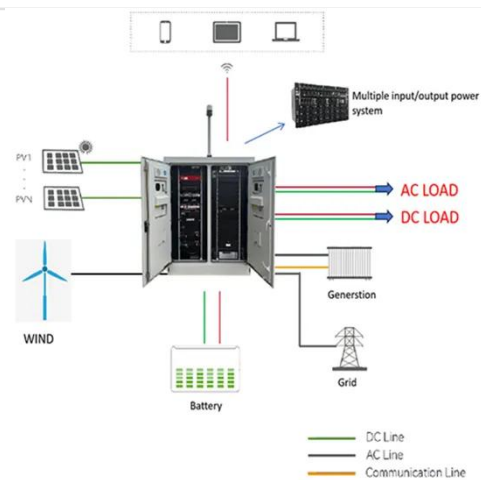 Multiple input/output power
system
PV1
PVN
AC LOAD
DC LOAD
Generstion
WIND
Grid
Battery
DC Line
AC Line
Communication Line